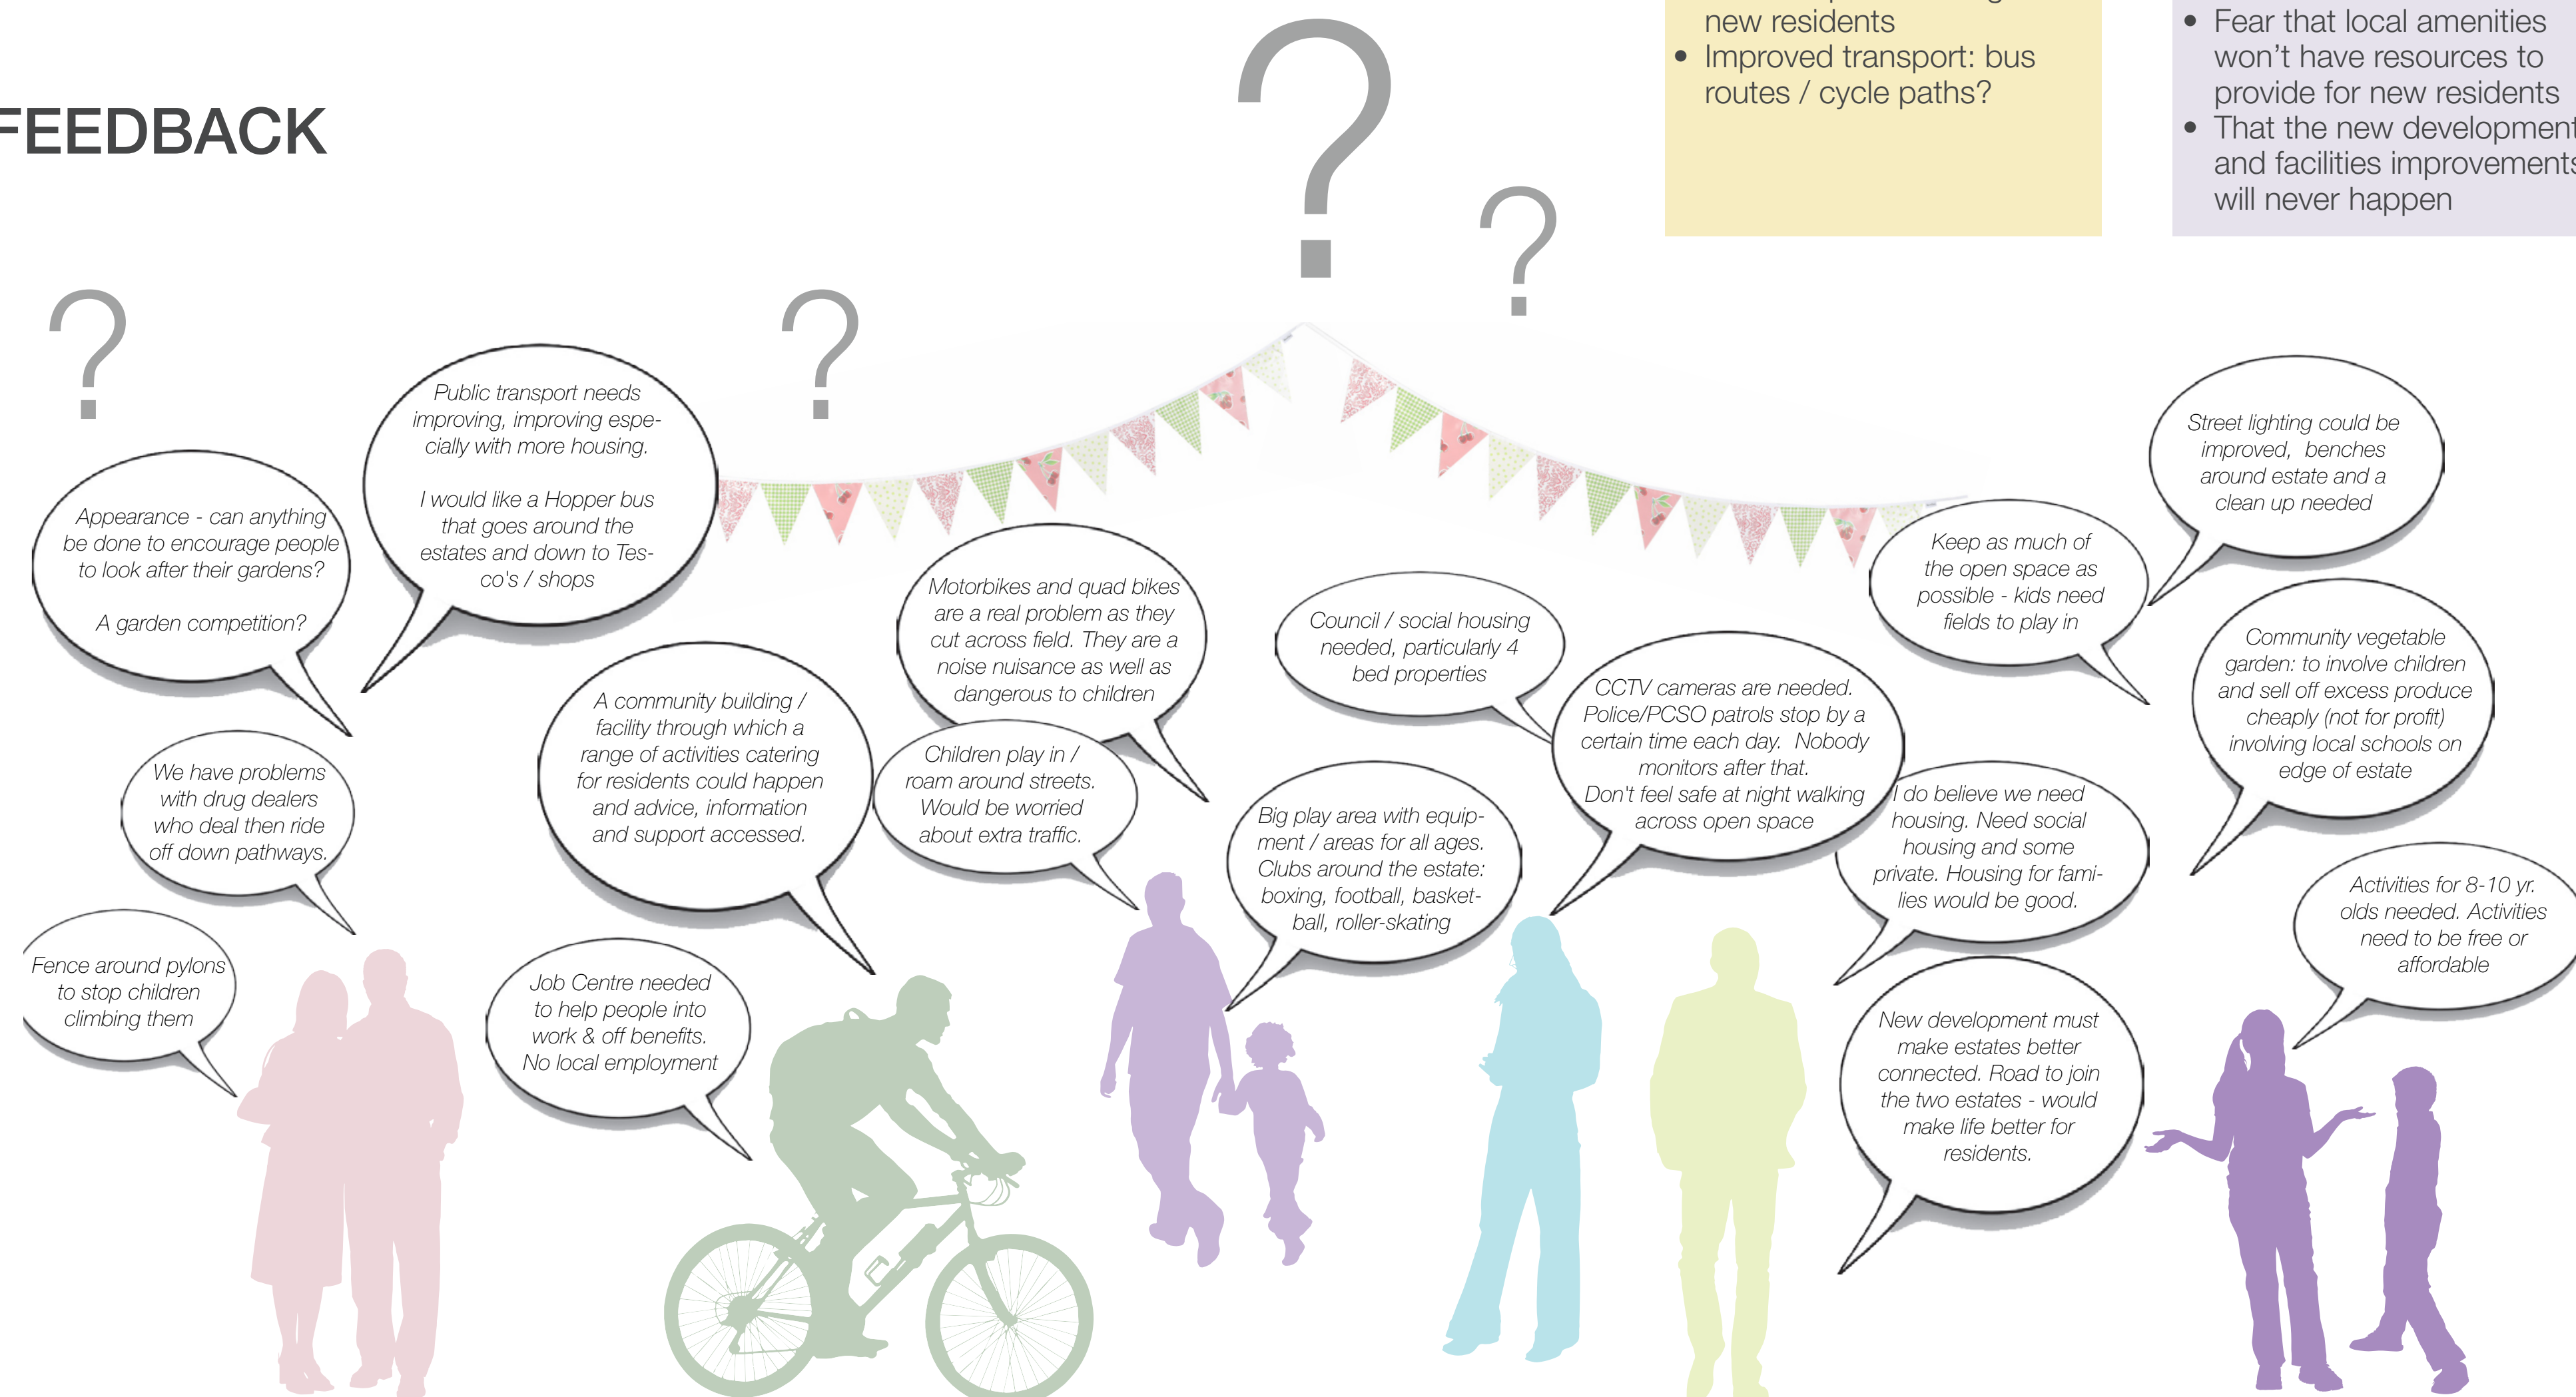 FEEDBACK
new residents
• Improved transport: bus
routes / cycle paths?
• Fear that local amenities
won't have resources to
provide for new residents
• That the new development
and facilities improvements
will never happen
?
?
?
?
Appearance - can anything
be done to encourage people
to look after their gardens?
A garden competition?
Public transport needs
improving, improving espe-
cially with more housing.
I would like a Hopper bus
that goes around the
estates and down to Tes-
co's / shops
We have problems
with drug dealers
who deal then ride
off down pathways.
Fence around pylons
to stop children
climbing them
A community building /
facility through which a
range of activities catering
for residents could happen
and advice, information
and support accessed.
Job Centre needed
to help people into
work & off benefits.
No local employment
Motorbikes and quad bikes
are a real problem as they
cut across field. They are a
noise nuisance as well as
dangerous to children
Children play in /
roam around streets.
Would be worried
about extra traffic.
Council / social housing
needed, particularly 4
bed properties
Big play area with equip-
ment / areas for all ages.
Clubs around the estate:
boxing, football, basket-
ball, roller-skating
CCTV cameras are needed.
Police/PCSO patrols stop by a
certain time each day.  Nobody
monitors after that.
Don't feel safe at night walking
across open space
Keep as much of
the open space as
possible - kids need
fields to play in
I do believe we need
housing. Need social
housing and some
private. Housing for fami-
lies would be good.
New development must
make estates better
connected. Road to join
the two estates - would
make life better for
residents.
Street lighting could be
improved,  benches
around estate and a
clean up needed
Community vegetable
garden: to involve children
and sell off excess produce
cheaply (not for profit)
involving local schools on
edge of estate
Activities for 8-10 yr.
olds needed. Activities
need to be free or
affordable